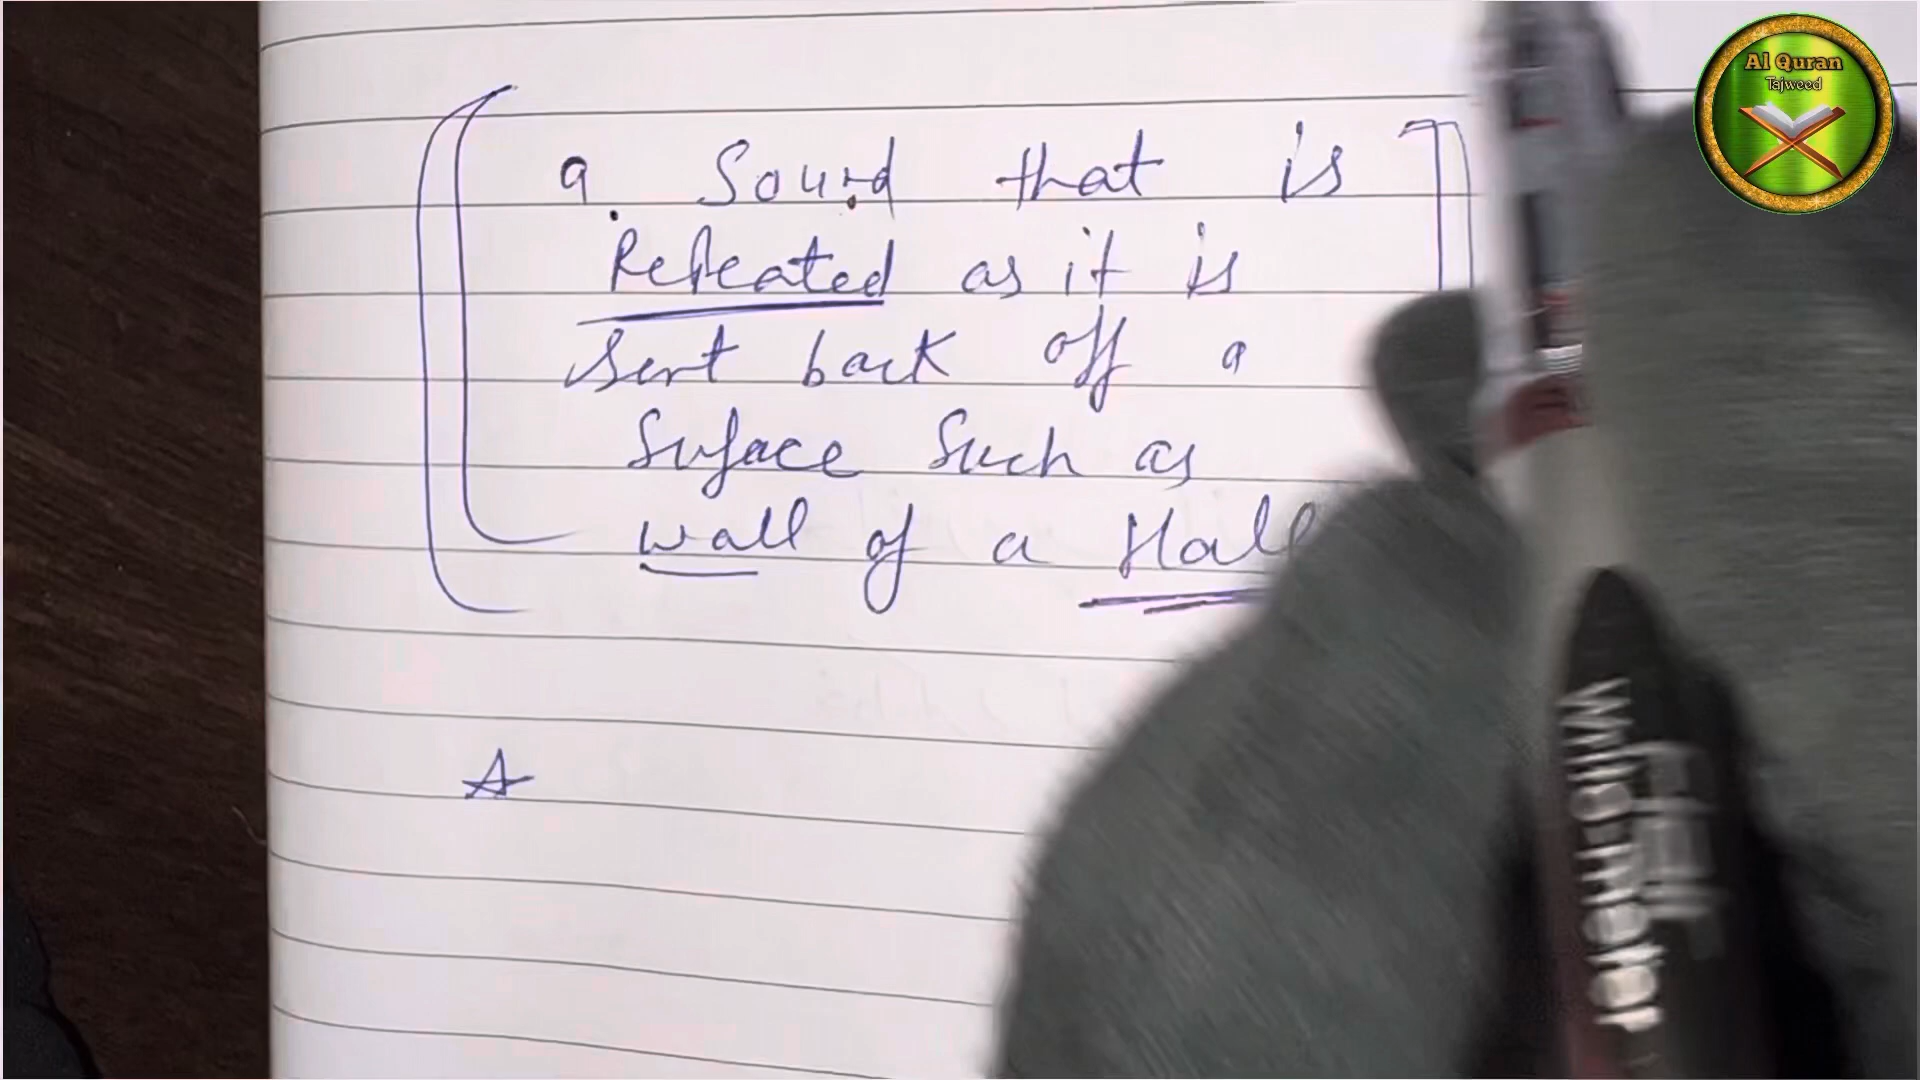 Al Quran
Tajweed
a Sound that is
Repeated as it is
Sent back off a
Suface Such as
wall of a Hall